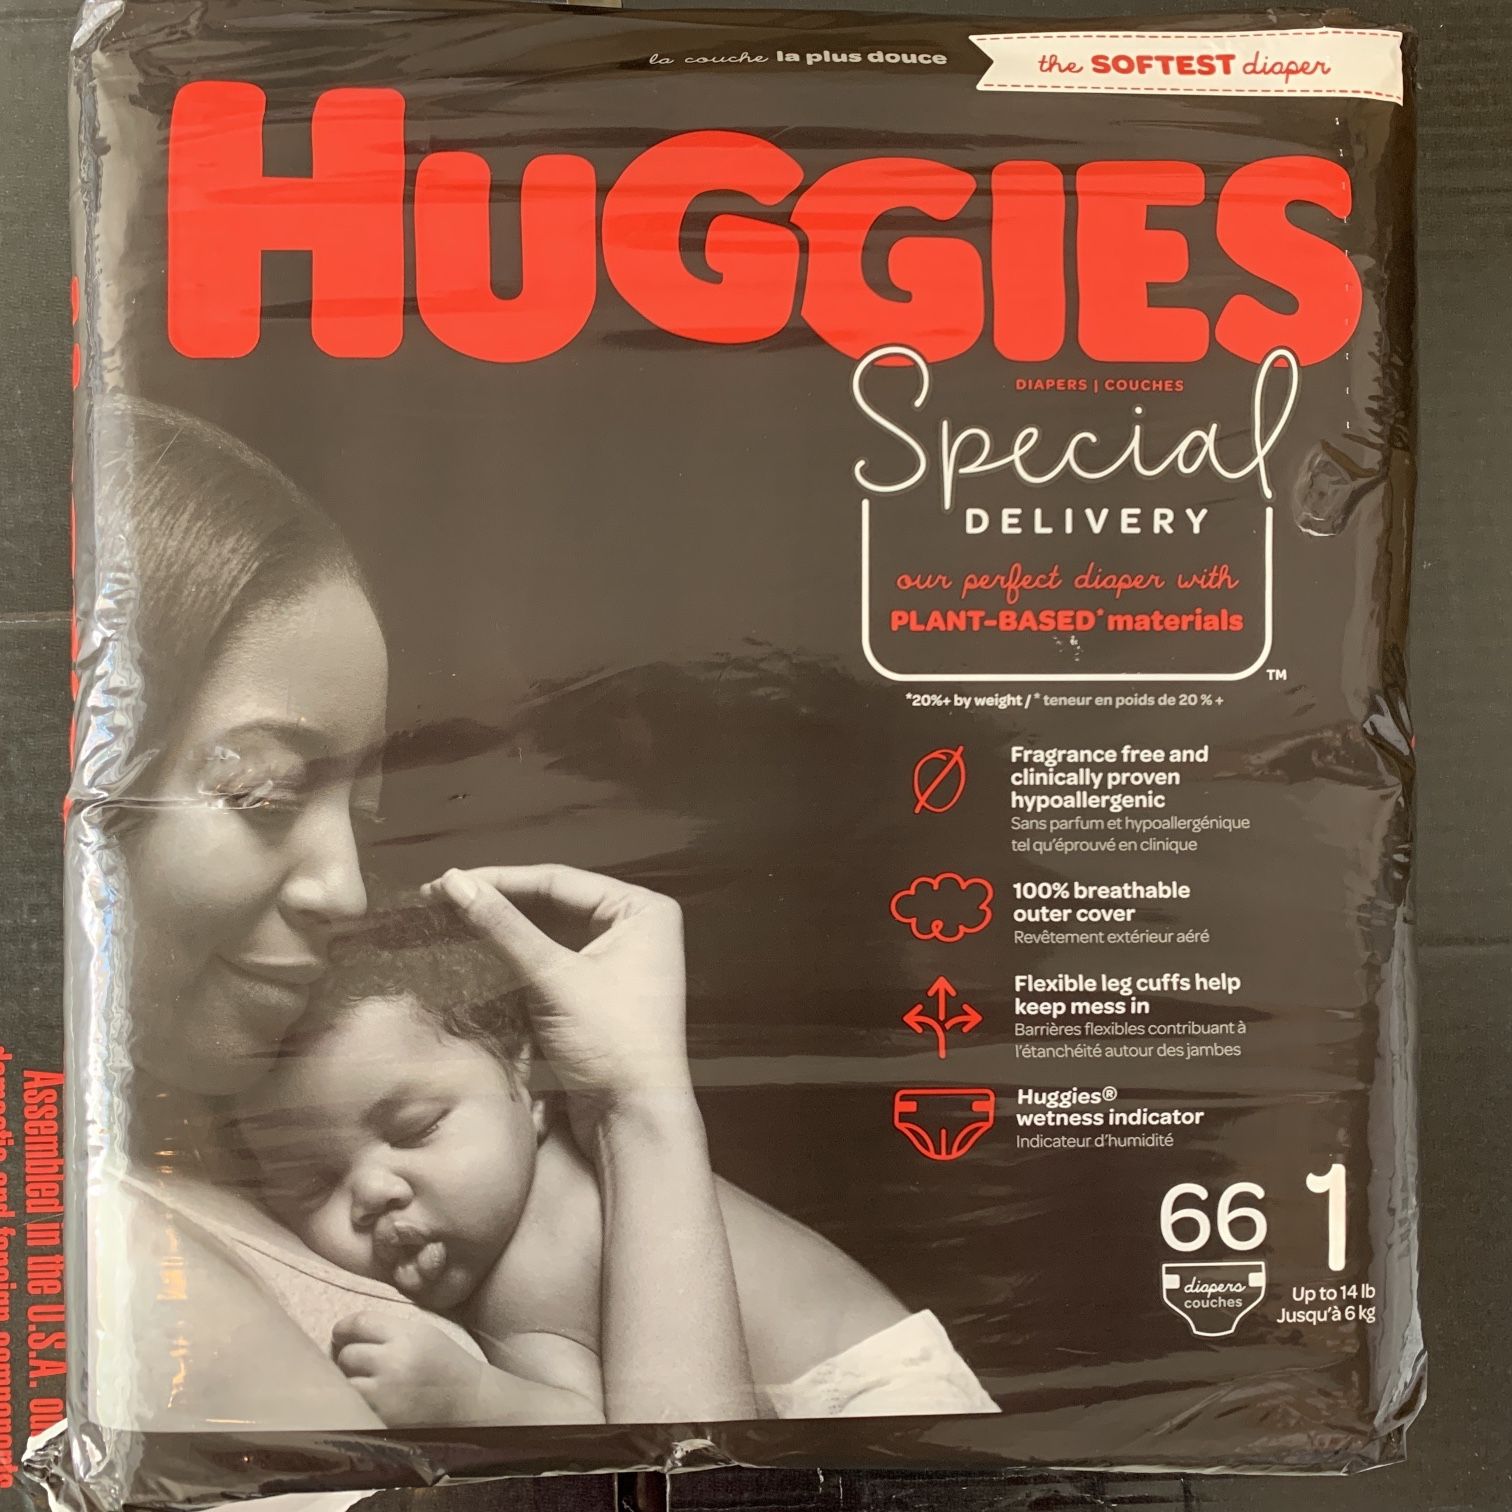 la couche la plus douce
the SOFTEST diaper
HUGGIES
DIAPERS | COUCHES
Special
DELIVERY
our perfect diaper with
PLANT-BASED* materials
TM
*20%+ by weight / * teneur en poids de 20 % +
Fragrance free and
clinically proven
hypoallergenic
Sans parfum et hypoallergénique
tel qu'éprouvé en clinique
100% breathable
outer cover
Revêtement extérieur aéré
Flexible leg cuffs help
keep mess in
Barrières flexibles contribuant à
l'étanchéité autour des jambes
Huggies®
wetness indicator
Indicateur d'humidité
66
diapers
couches
1
Up to 14 lb
Jusqu'à 6 kg
Assembled in the U.S.A.
domestic and foreign components